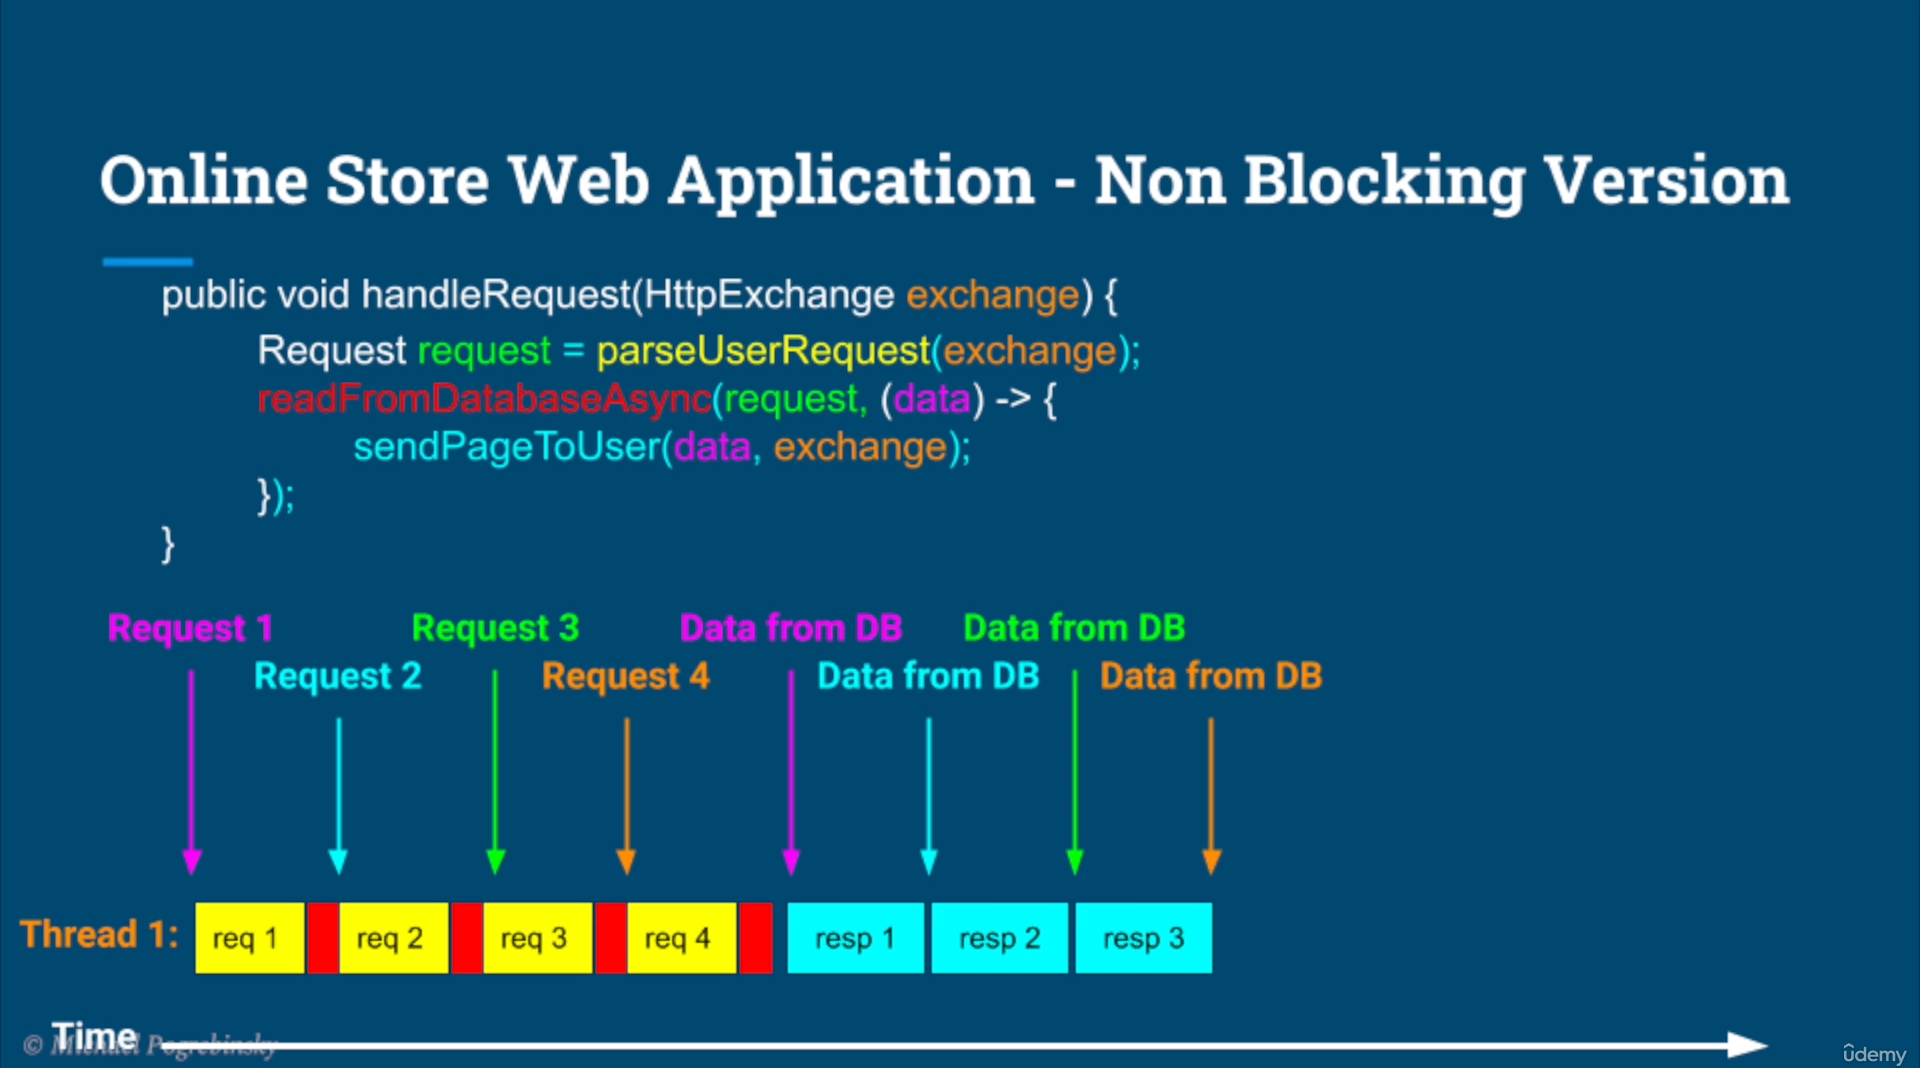 Online Store Web Application - Non Blocking Version
public void handleRequest(HttpExchange exchange) {
Request request = parseUserRequest(exchange);
readFromDatabaseAsync(request, (data) -> {
sendPageToUser(data, exchange);
});
}
Request 1 Request 3 Data from DB Data from DB
Request 2 Request 4 Data from DB Data from DB
Thread 1: req 1 req 2 req 3 req 4 resp 1 resp 2 resp 3
Time
© Michael Pogrebinsky
ûdemy